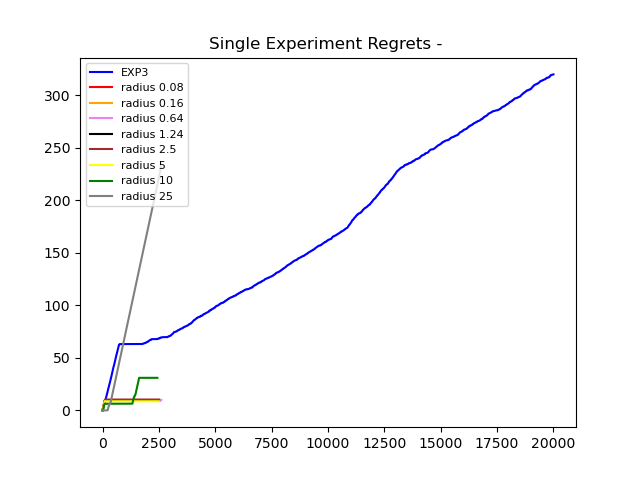 Single Experiment Regrets -
EXP3
radius 0.08
radius 0.16
radius 0.64
radius 1.24
radius 2.5
radius 5
radius 10
radius 25
300
250
200
150
100
50
0
0 2500 5000 7500 10000 12500 15000 17500 20000